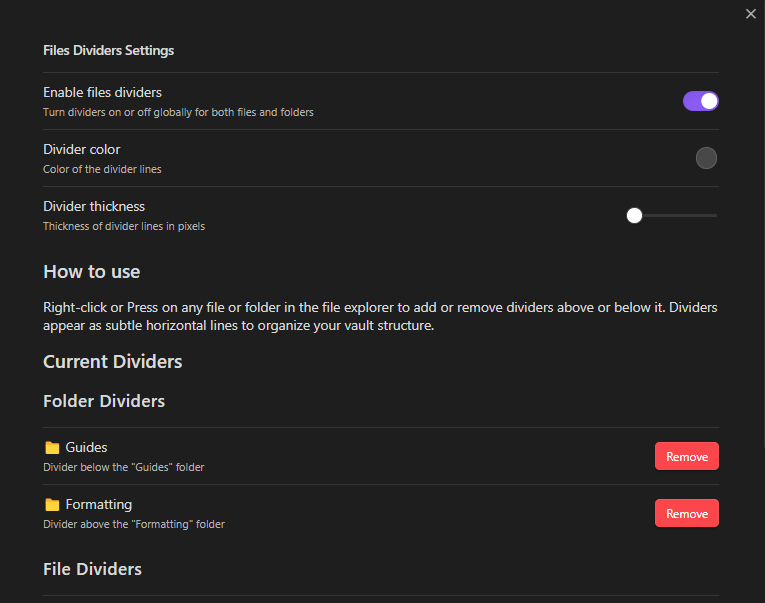 Files Dividers Settings
Enable files dividers
Turn dividers on or off globally for both files and folders
Divider color
Color of the divider lines
Divider thickness
Thickness of divider lines in pixels
How to use
Right-click or Press on any file or folder in the file explorer to add or remove dividers above or below it. Dividers
appear as subtle horizontal lines to organize your vault structure.
Current Dividers
Folder Dividers
Guides
Divider below the "Guides" folder
Remove
Formatting
Divider above the "Formatting" folder
Remove
File Dividers